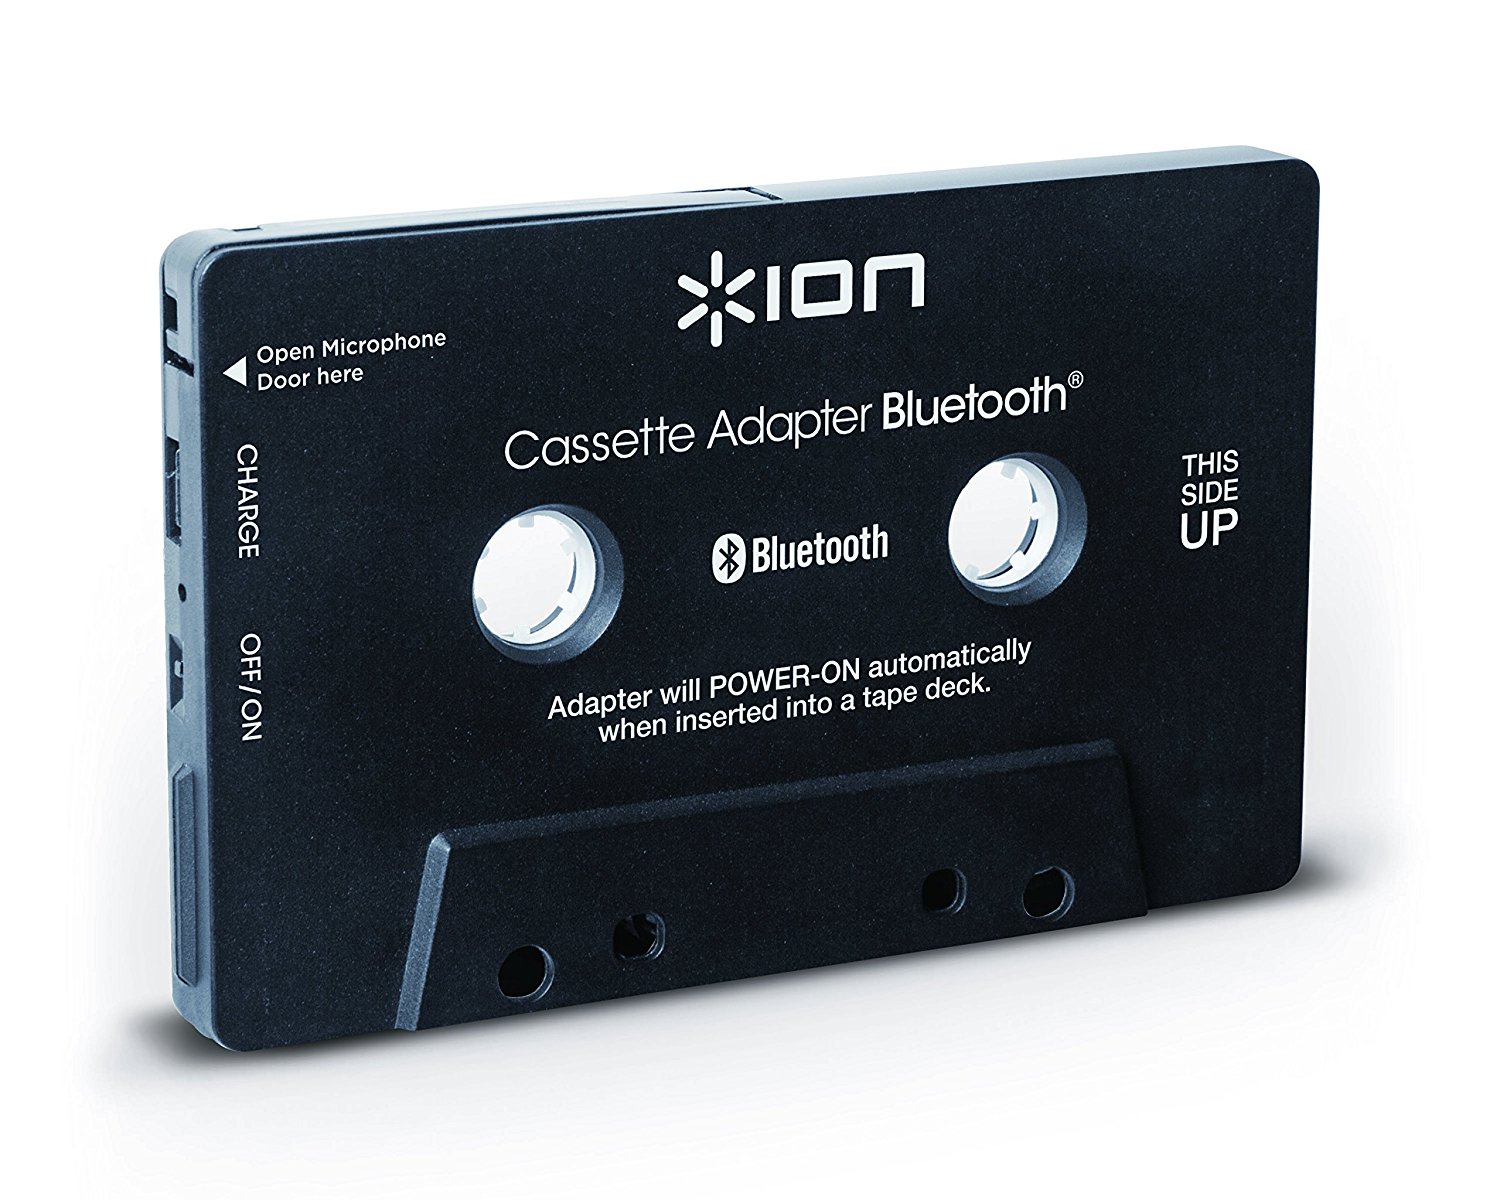 ION
Open Microphone
Door here
Cassette Adapter Bluetooth®
CHARGE
THIS
SIDE
UP
Bluetooth
OFF/ON
Adapter will POWER-ON automatically
when inserted into a tape deck.